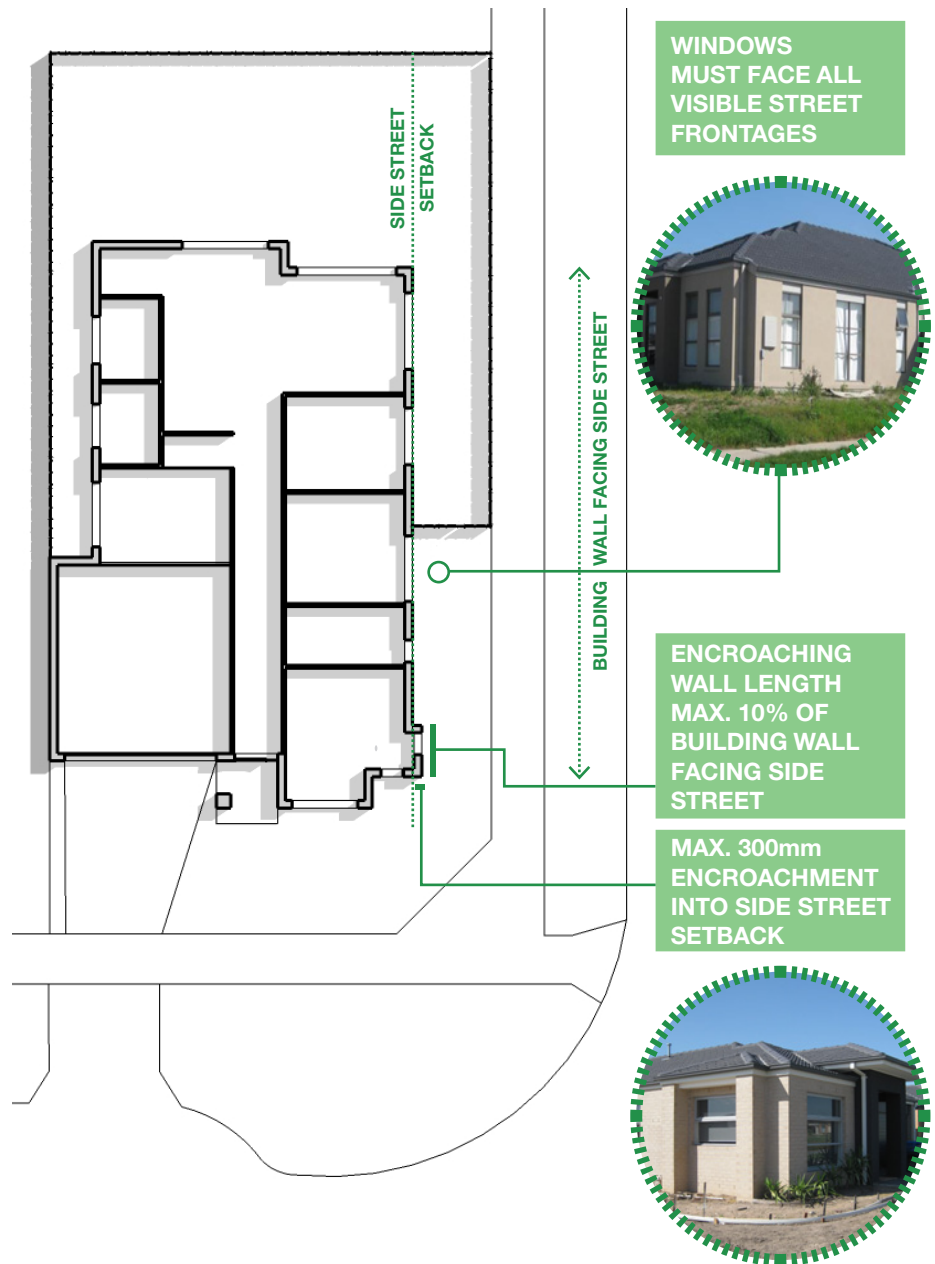 WINDOWS
MUST FACE ALL
VISIBLE STREET
FRONTAGES
SIDE STREET
SETBACK
BUILDING WALL FACING SIDE STREET
ENCROACHING
WALL LENGTH
MAX. 10% OF
BUILDING WALL
FACING SIDE
STREET
MAX. 300mm
ENCROACHMENT
INTO SIDE STREET
SETBACK